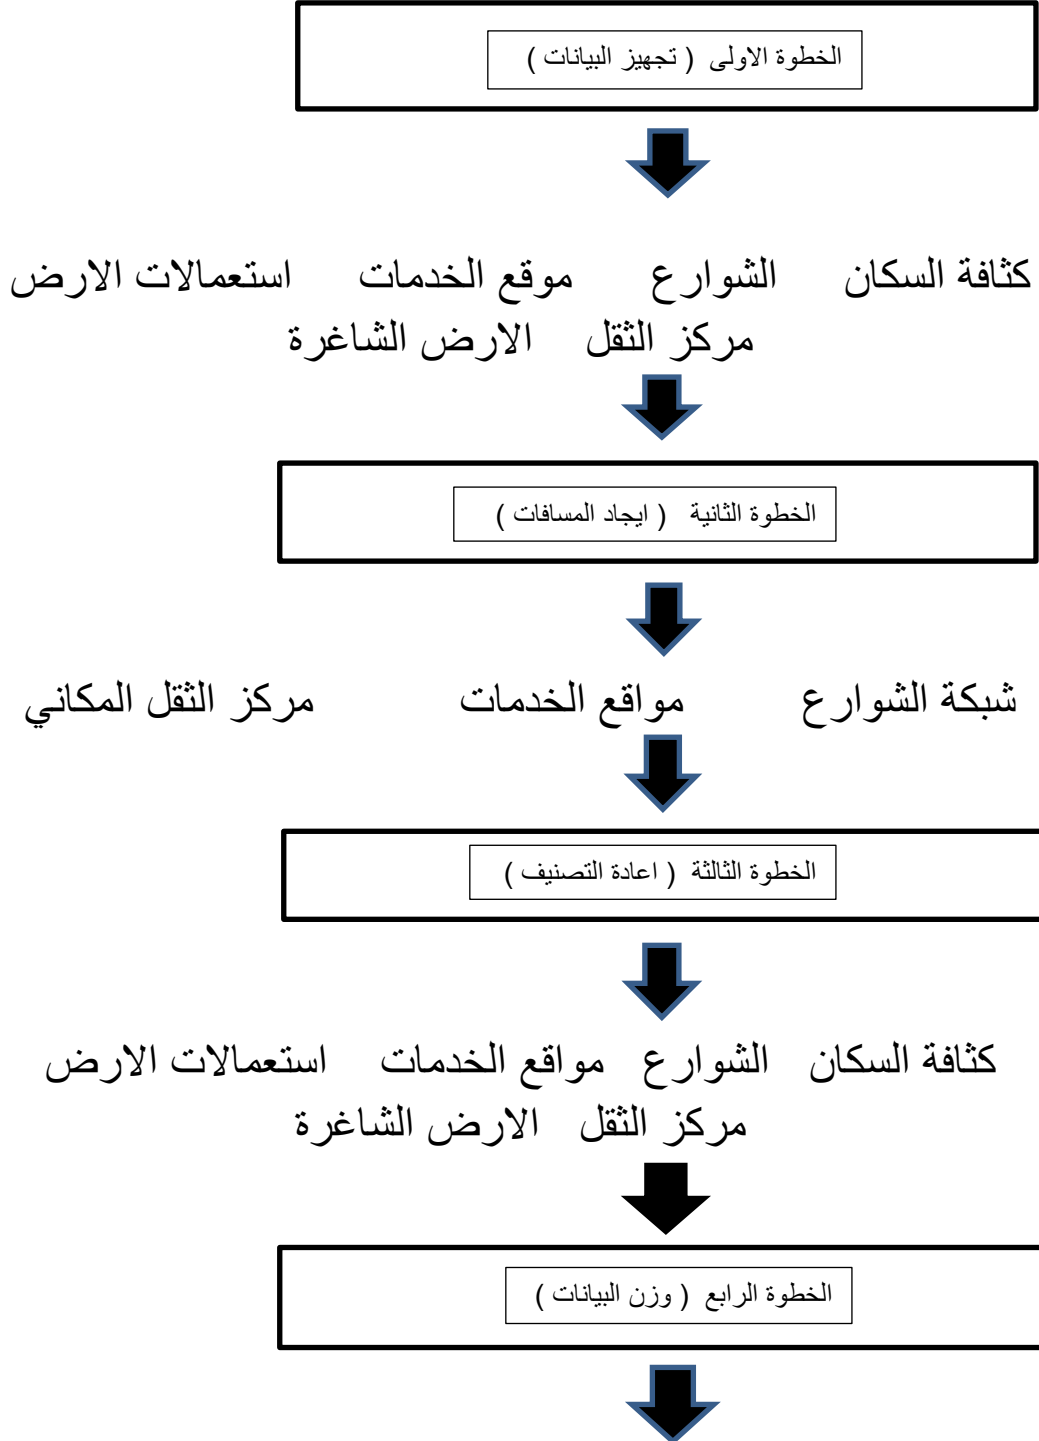 الخطوة الاولى ( تجهيز البيانات )
كثافة السكان الشوارع موقع الخدمات استعمالات الارض
مركز الثقل الارض الشاغرة
الخطوة الثانية ( ايجاد المسافات )
شبكة الشوارع مواقع الخدمات مركز الثقل المكاني
الخطوة الثالثة ( اعادة التصنيف )
كثافة السكان الشوارع مواقع الخدمات استعمالات الارض
مركز الثقل الارض الشاغرة
الخطوة الرابع ( وزن البيانات )